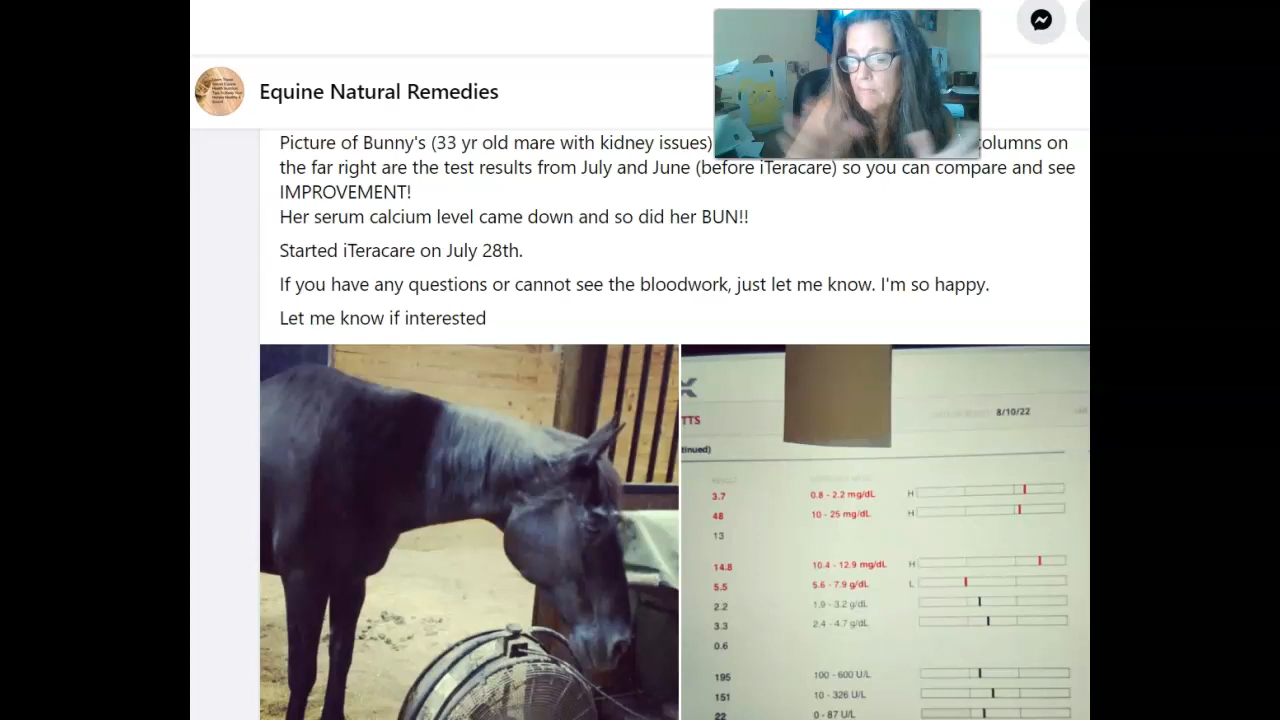 Equine Natural Remedies
Picture of Bunny's (33 yr old mare with kidney issues)
columns on
the far right are the test results from July and June (before iTeracare) so you can compare and see
IMPROVEMENT!
Her serum calcium level came down and so did her BUN!!
Started iTeracare on July 28th.
If you have any questions or cannot see the bloodwork, just let me know. I'm so happy.
Let me know if interested
8/10/22
TTS
3.7 0.8 - 2.2 mg/dL H
48 10 - 25 mg/dL H
13
14.8 10.4 - 12.9 mg/dL H
5.5 5.6 - 7.9 g/dL L
2.2 1.9 - 3.2 g/dL
3.3 2.4 - 4.7 g/dL
0.6
195 100 - 600 U/L
151 10 - 326 U/L
22 0 - 87 U/L